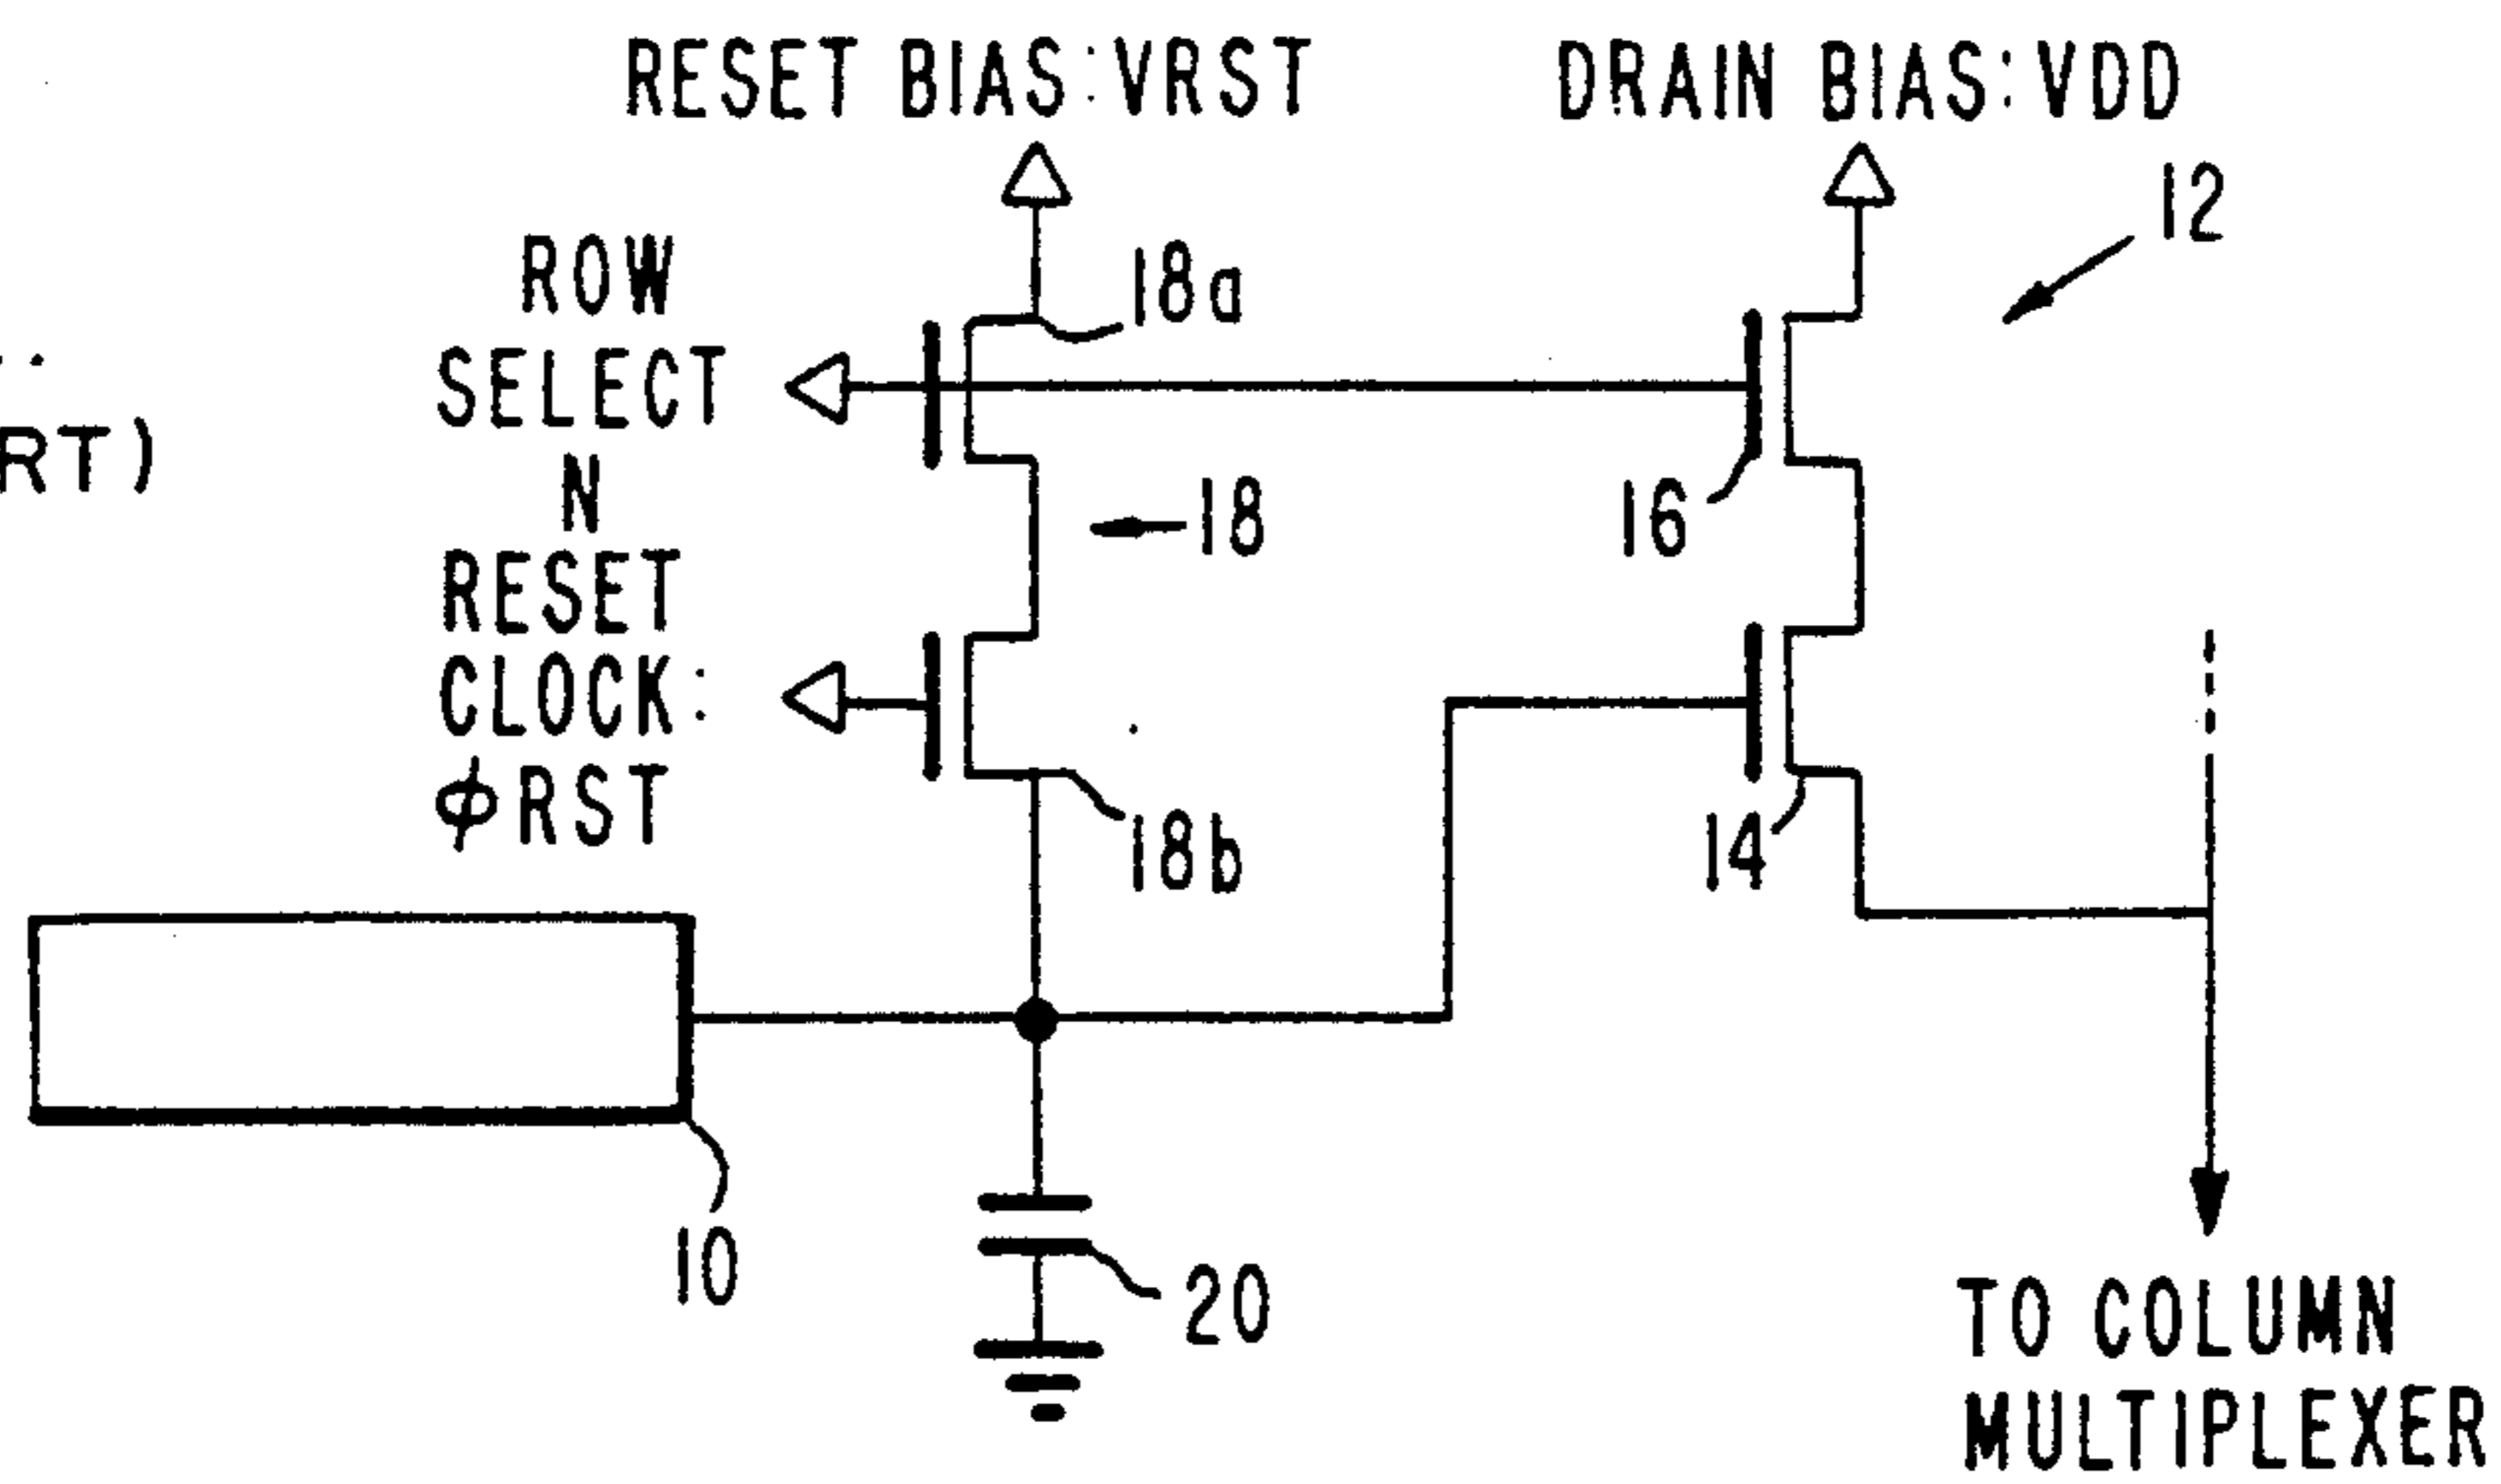 RESET BIAS:VRST
DRAIN BIAS:VDD
12
ROW
SELECT
N
18a
RT)
18
16
RESET
CLOCK:
ϕRST
18b
14
10
20
TO COLUMN
MULTIPLEXER